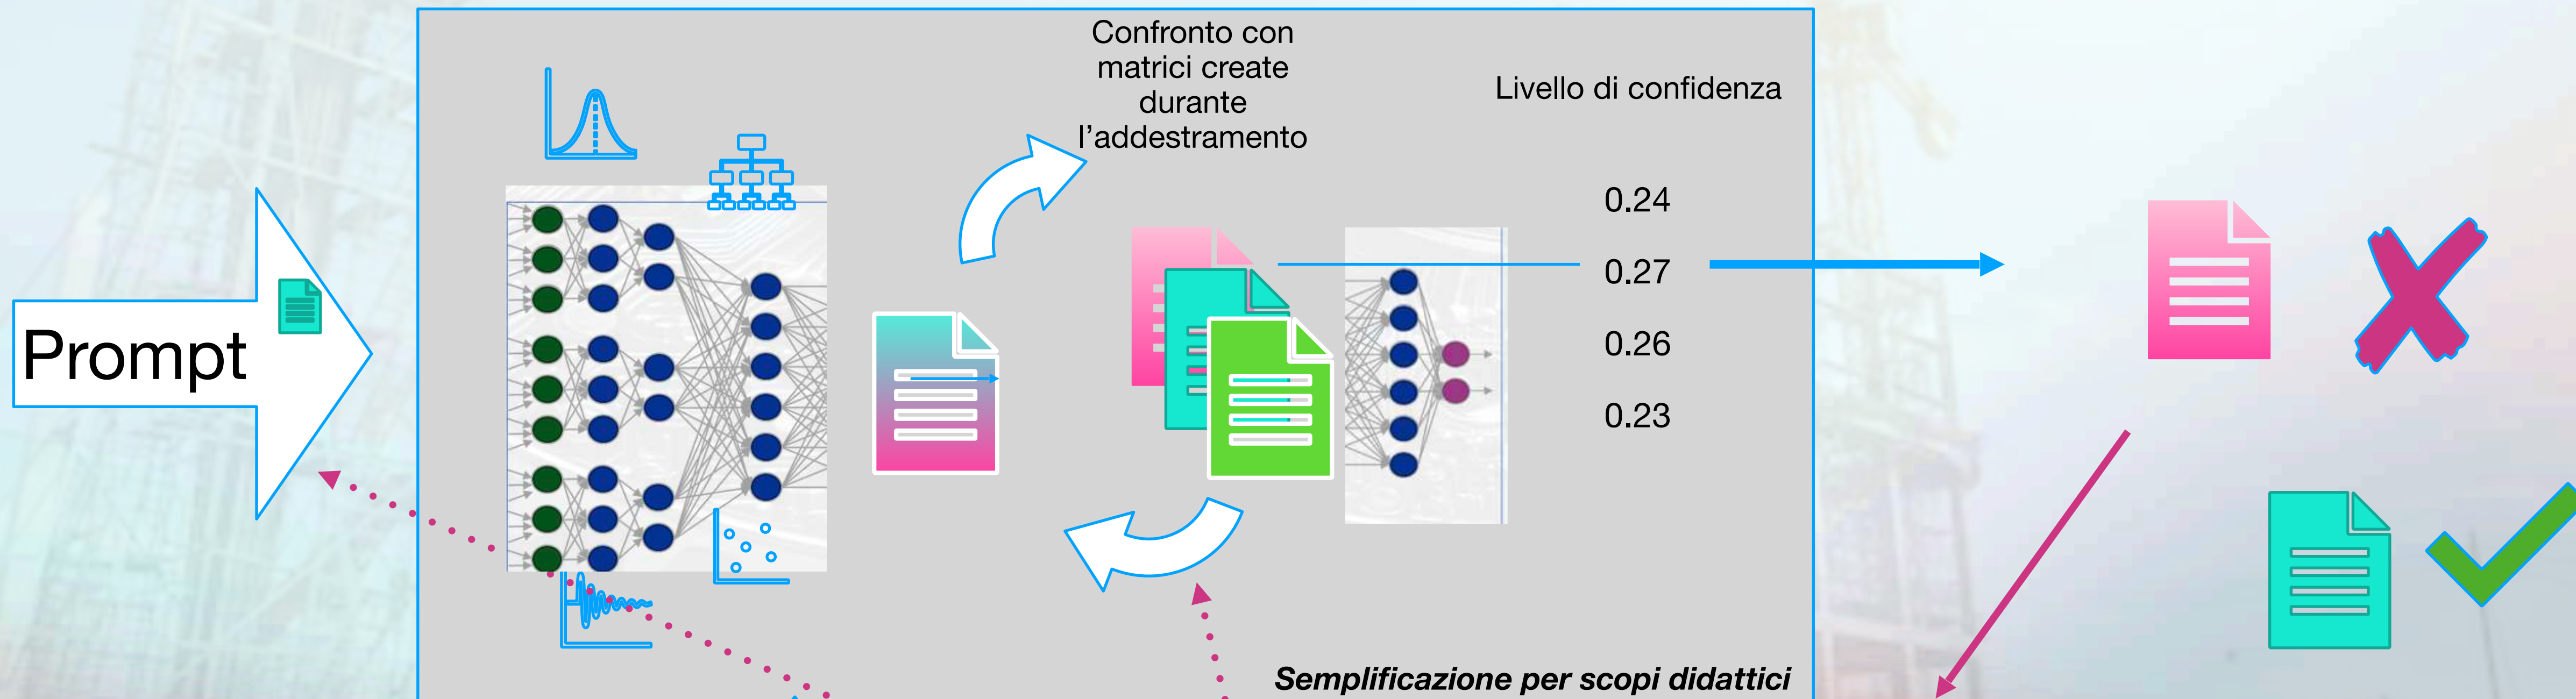 Confronto con
matrici create
durante
l’addestramento
Livello di confidenza
0.24
0.27
0.26
0.23
Prompt
Semplificazione per scopi didattici